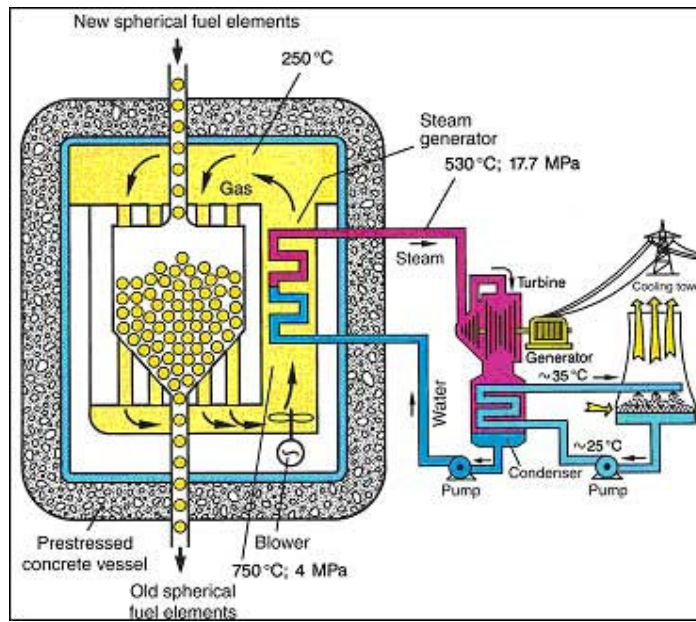 New spherical fuel elements
250 °C
Steam
generator
530 °C; 17.7 MPa
Gas
Steam
Turbine
Cooling tow
Generator
~35 °C
Water
~25 °C
Condenser
Pump
Pump
Prestressed
concrete vessel
Blower
750 °C; 4 MPa
Old spherical
fuel elements